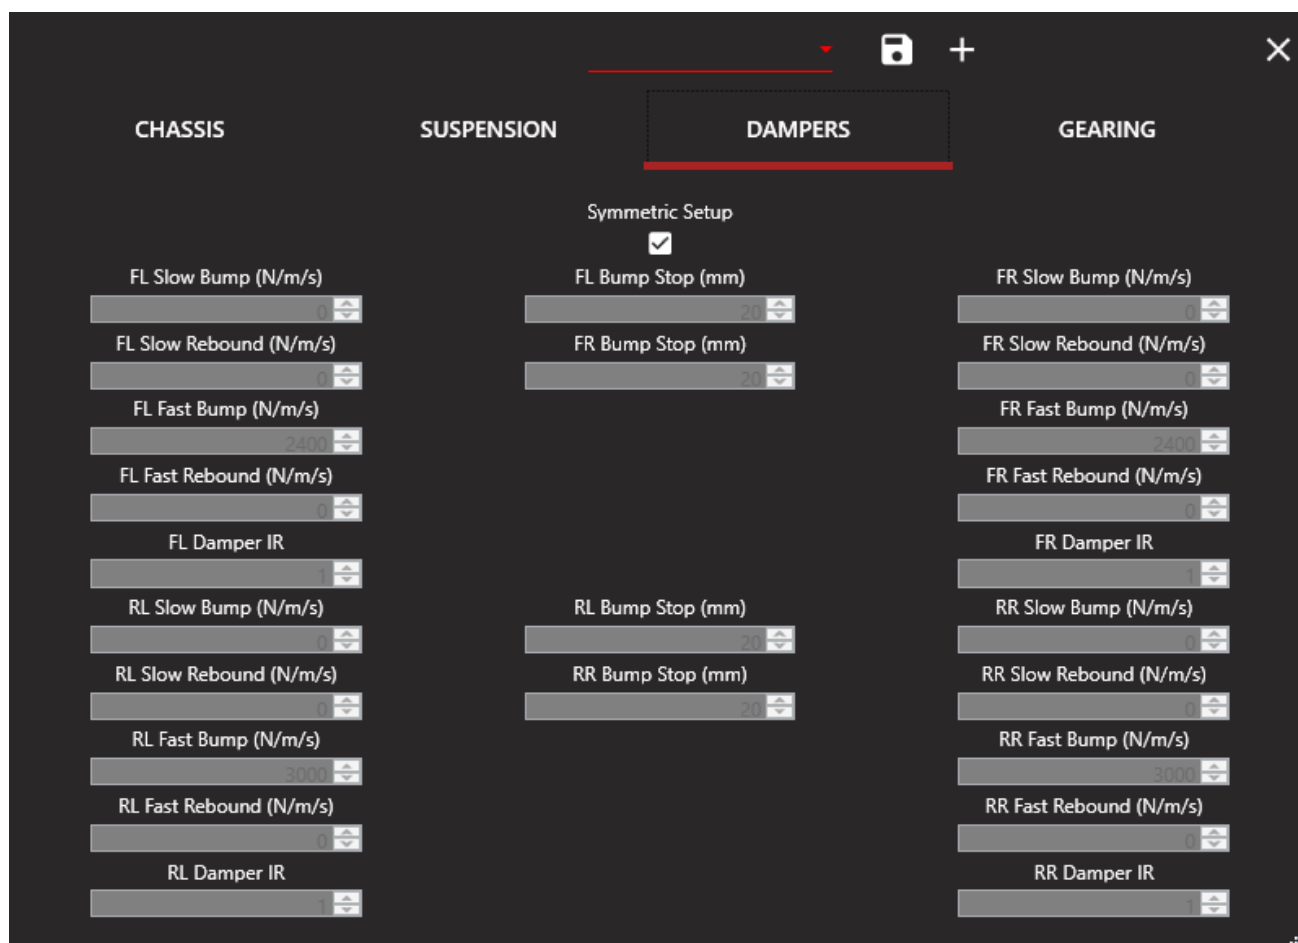 CHASSIS SUSPENSION DAMPERS GEARING
Symmetric Setup
FL Slow Bump (N/m/s) FL Bump Stop (mm) FR Slow Bump (N/m/s)
0 20 0
FL Slow Rebound (N/m/s) FR Bump Stop (mm) FR Slow Rebound (N/m/s)
0 20 0
FL Fast Bump (N/m/s) FR Fast Bump (N/m/s)
2400 2400
FL Fast Rebound (N/m/s) FR Fast Rebound (N/m/s)
0 0
FL Damper IR FR Damper IR
1 1
RL Slow Bump (N/m/s) RL Bump Stop (mm) RR Slow Bump (N/m/s)
0 20 0
RL Slow Rebound (N/m/s) RR Bump Stop (mm) RR Slow Rebound (N/m/s)
0 20 0
RL Fast Bump (N/m/s) RR Fast Bump (N/m/s)
3000 3000
RL Fast Rebound (N/m/s) RR Fast Rebound (N/m/s)
0 0
RL Damper IR RR Damper IR
1 1